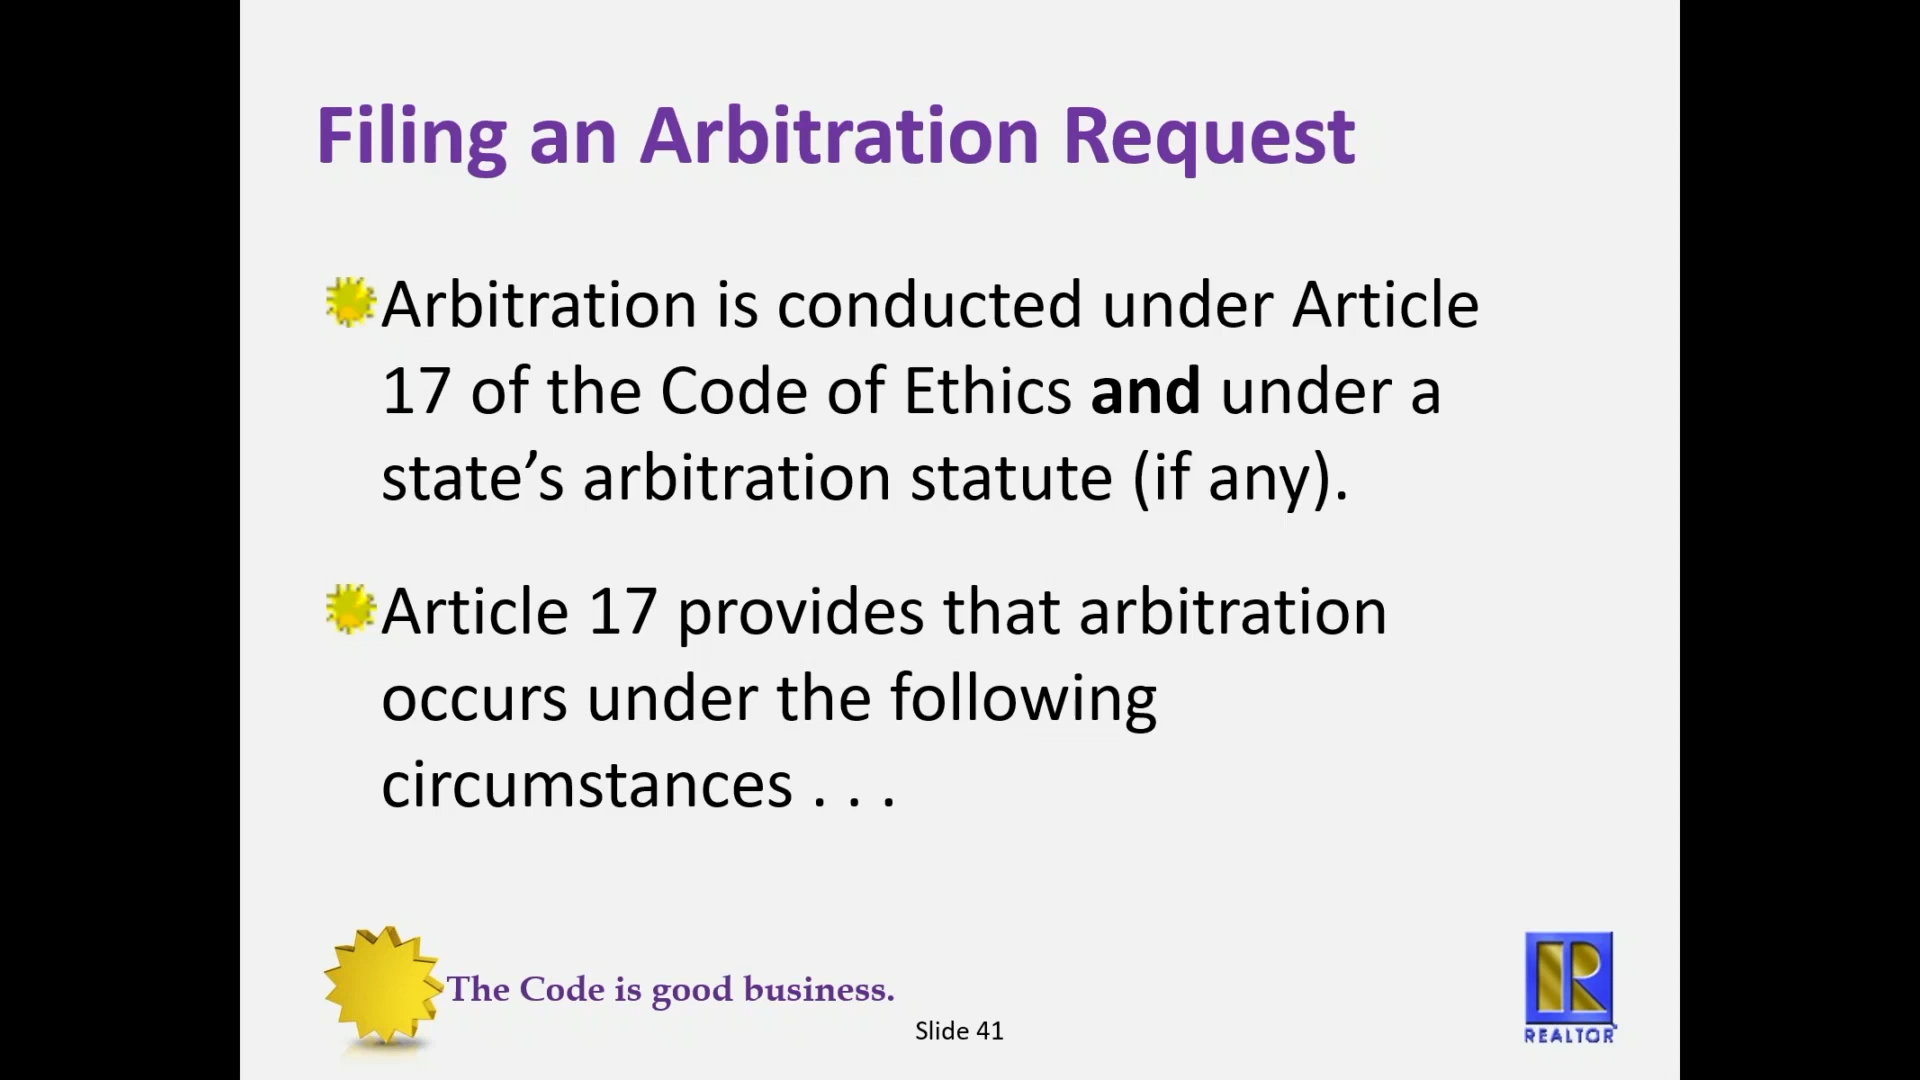 Filing an Arbitration Request
Arbitration is conducted under Article
17 of the Code of Ethics and under a
state’s arbitration statute (if any).
Article 17 provides that arbitration
occurs under the following
circumstances . . .
The Code is good business.
Slide 41
R
REALTOR